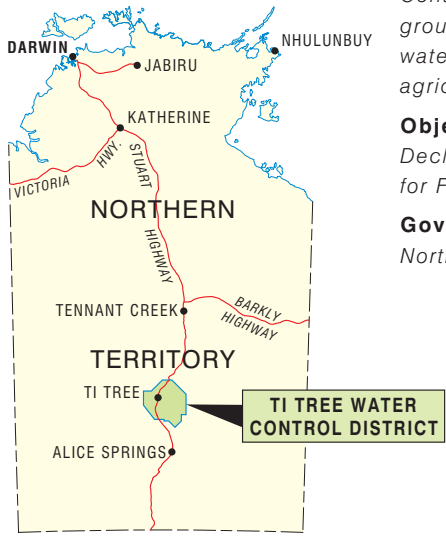 DARWIN
NHULUNBUY
JABIRU
KATHERINE
VICTORIA
HWY.
STUART
HIGHWAY
NORTHERN
TENNANT CREEK
BARKLY
HIGHWAY
TERRITORY
TI TREE
TI TREE WATER
CONTROL DISTRICT
ALICE SPRINGS
grou
wate
agric
Obje
Decl
for F
Gov
North